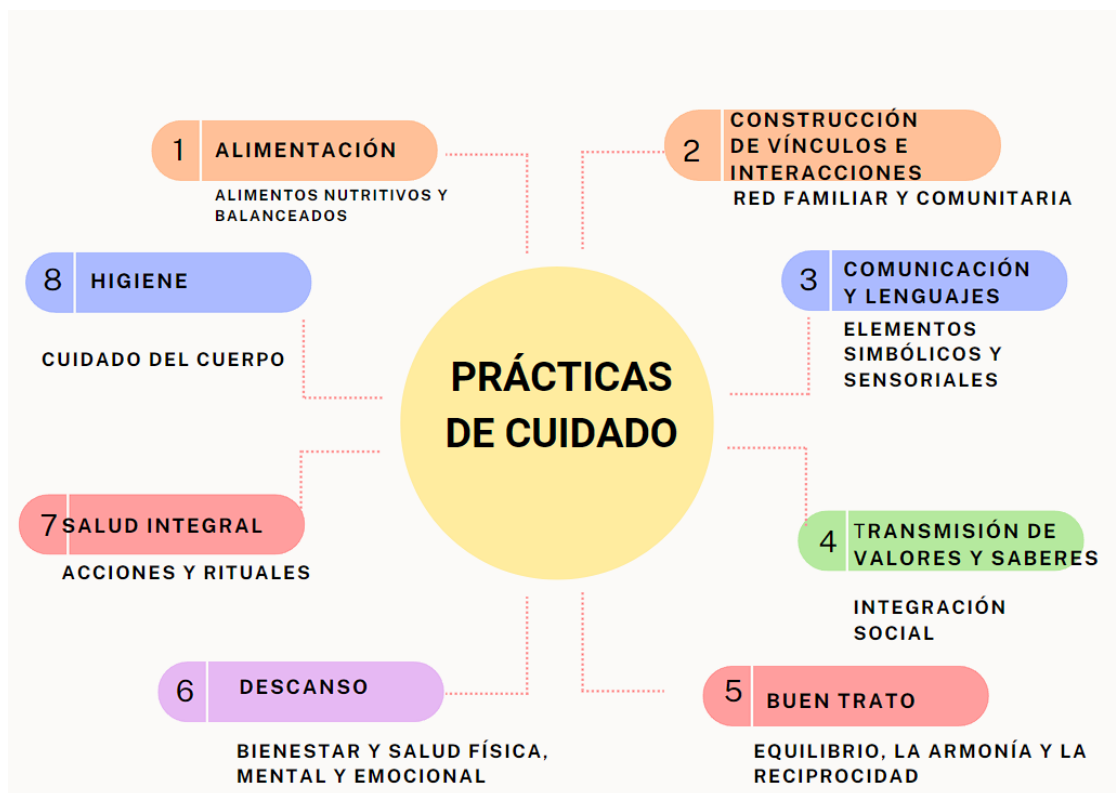 1 ALIMENTACIÓN
ALIMENTOS NUTRITIVOS Y
BALANCEADOS
2 CONSTRUCCIÓN
DE VÍNCULOS E
INTERACCIONES
RED FAMILIAR Y COMUNITARIA
8 HIGIENE
CUIDADO DEL CUERPO
3 COMUNICACIÓN
Y LENGUAJES
ELEMENTOS
SIMBÓLICOS Y
SENSORIALES
PRÁCTICAS
DE CUIDADO
7 SALUD INTEGRAL
ACCIONES Y RITUALES
4 TRANSMISIÓN DE
VALORES Y SABERES
INTEGRACIÓN
SOCIAL
6 DESCANSO
BIENESTAR Y SALUD FÍSICA,
MENTAL Y EMOCIONAL
5 BUEN TRATO
EQUILIBRIO, LA ARMONÍA Y LA
RECIPROCIDAD